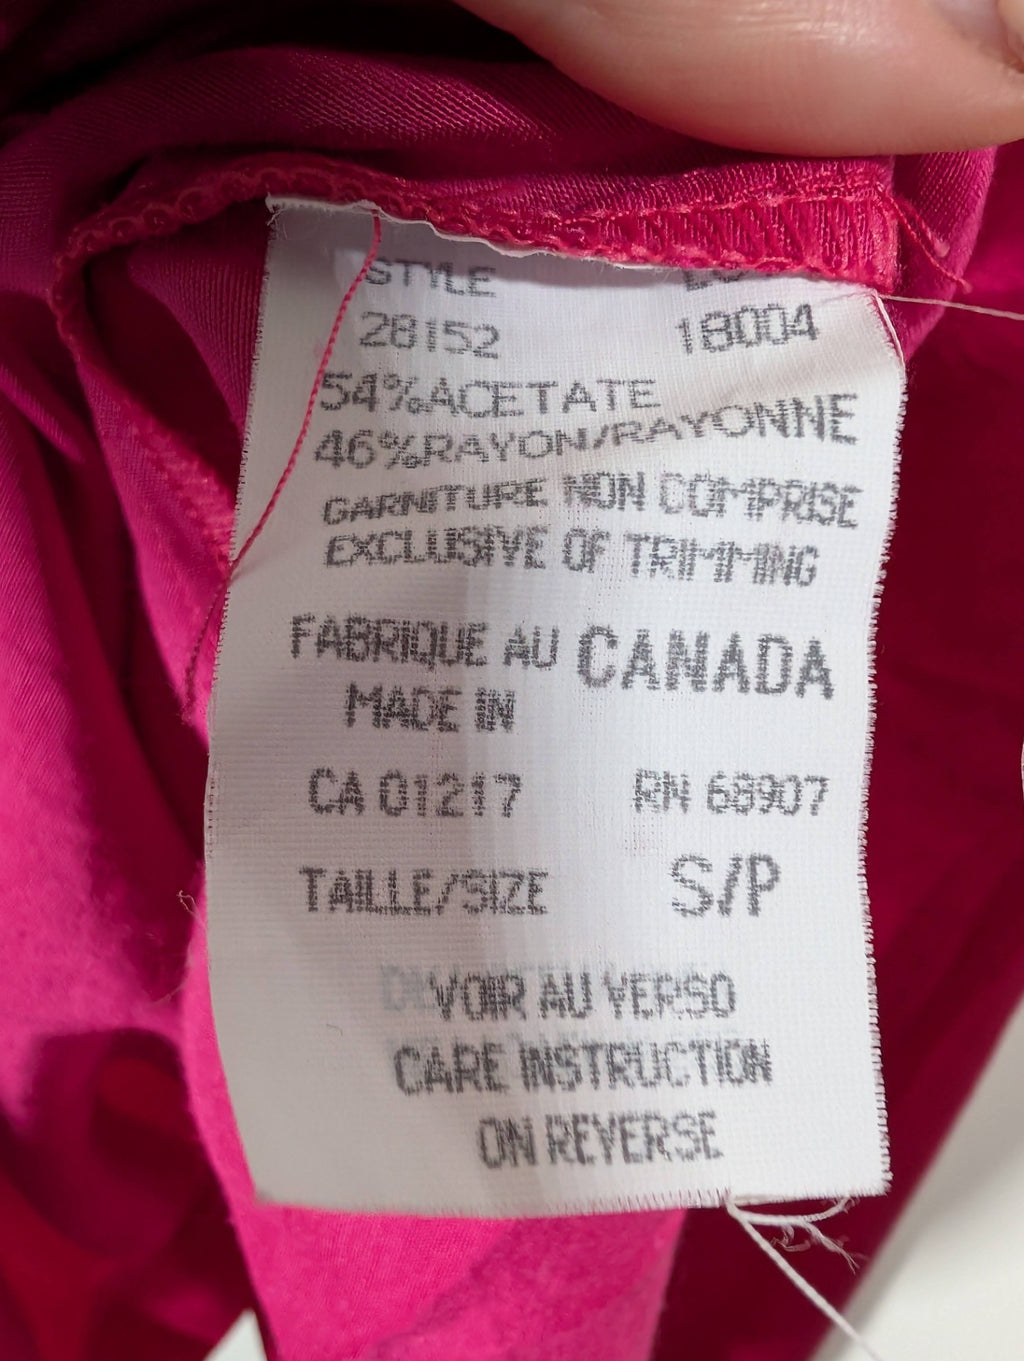 STYLE
28152 18004
54%ACETATE
46%RAYON/RAYONNE
GARNITURE NON COMPRISE
EXCLUSIVE OF TRIMMING
FABRIQUE AU CANADA
MADE IN
CA 01217 RN 68907
TAILLE/SIZE S/P
VOIR AU VERSO
CARE INSTRUCTION
ON REVERSE